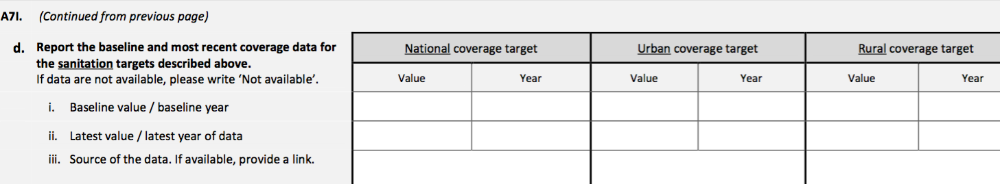 A7l. (Continued from previous page)
d. Report the baseline and most recent coverage data for
the sanitation targets described above.
If data are not available, please write ‘Not available’.
National coverage target Urban coverage target Rural coverage target
Value Year Value Year Value Year
i. Baseline value / baseline year
ii. Latest value / latest year of data
iii. Source of the data. If available, provide a link.